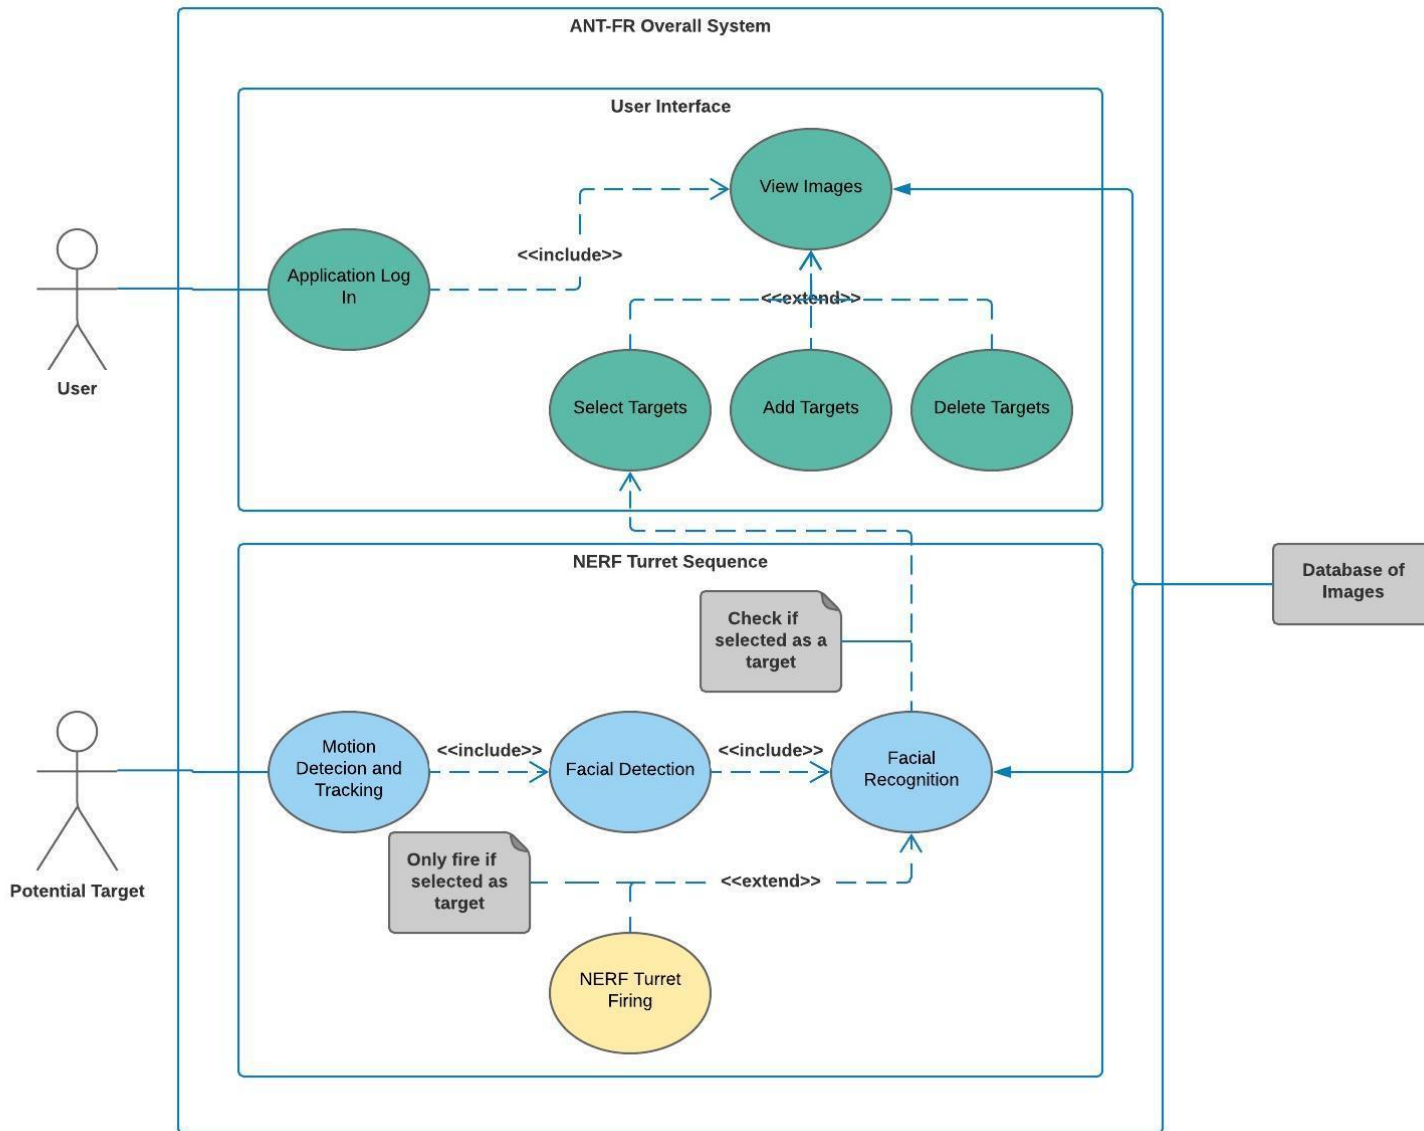 ANT-FR Overall System
User Interface
View Images
<<include>>
Application Log
In
<<extend>>
User
Select Targets
Add Targets
Delete Targets
NERF Turret Sequence
Database of
Images
Check if
selected as a
target
Motion
Detecion and
Tracking
<<include>>
Facial Detection
<<include>>
Facial
Recognition
Potential Target
Only fire if
selected as
target
<<extend>>
NERF Turret
Firing